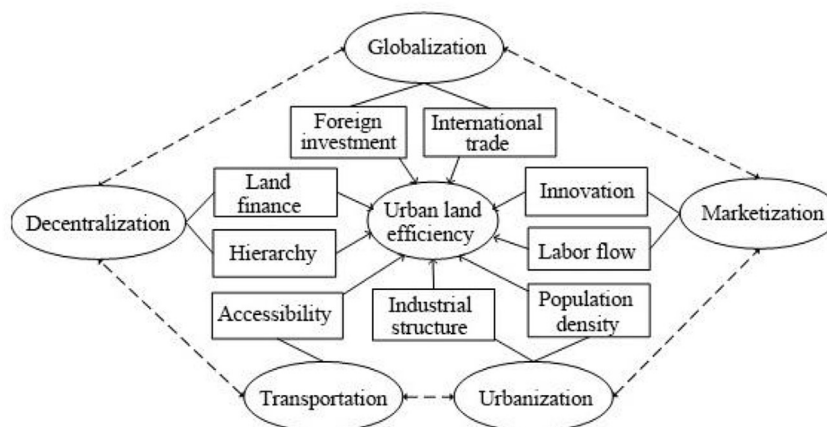 Globalization
Foreign
investment
International
trade
Land
finance
Innovation
Decentralization
Urban land
efficiency
Marketization
Hierarchy
Labor flow
Accessibility
Industrial
structure
Population
density
Transportation
Urbanization